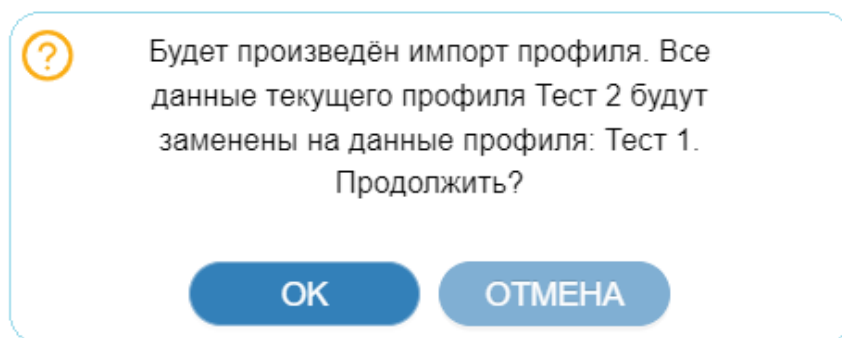 Будет произведён импорт профиля. Все
данные текущего профиля Тест 2 будут
заменены на данные профиля: Тест 1.
Продолжить?
ОК ОТМЕНА